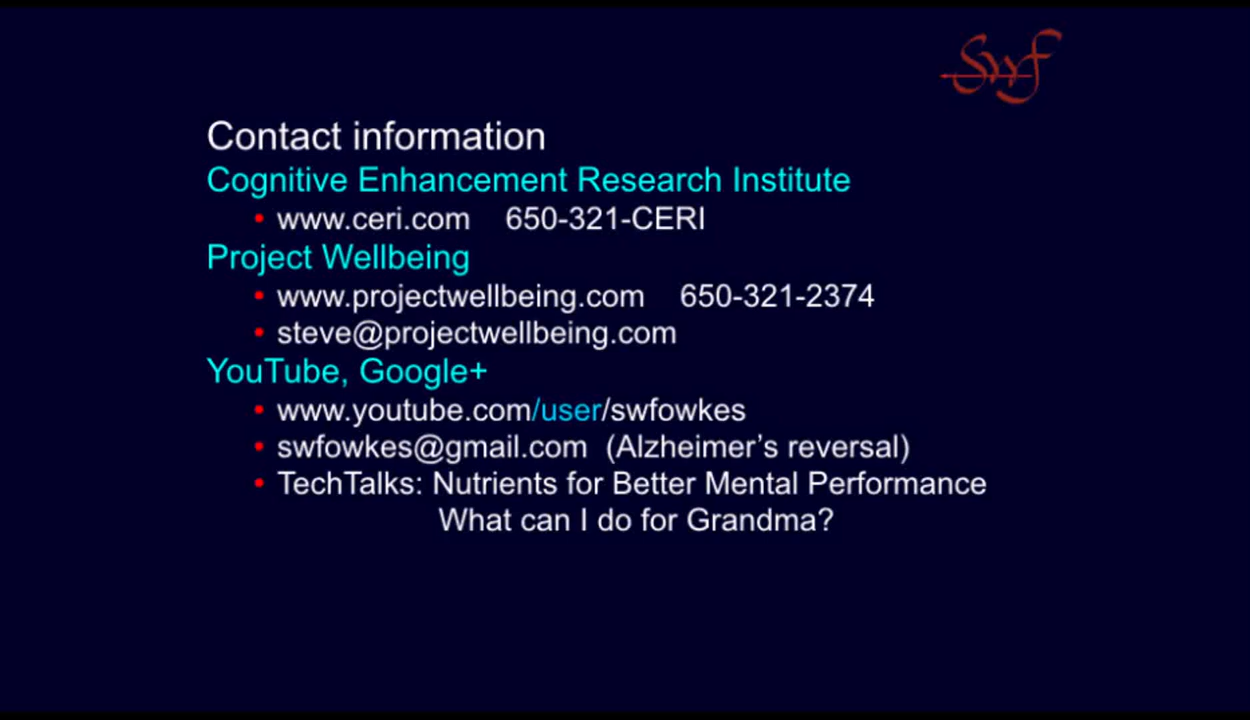 swf
Contact information
Cognitive Enhancement Research Institute
• www.ceri.com 650-321-CERI
Project Wellbeing
• www.projectwellbeing.com 650-321-2374
• steve@projectwellbeing.com
YouTube, Google+
• www.youtube.com/user/swfowkes
• swfowkes@gmail.com (Alzheimer’s reversal)
• TechTalks: Nutrients for Better Mental Performance
What can I do for Grandma?